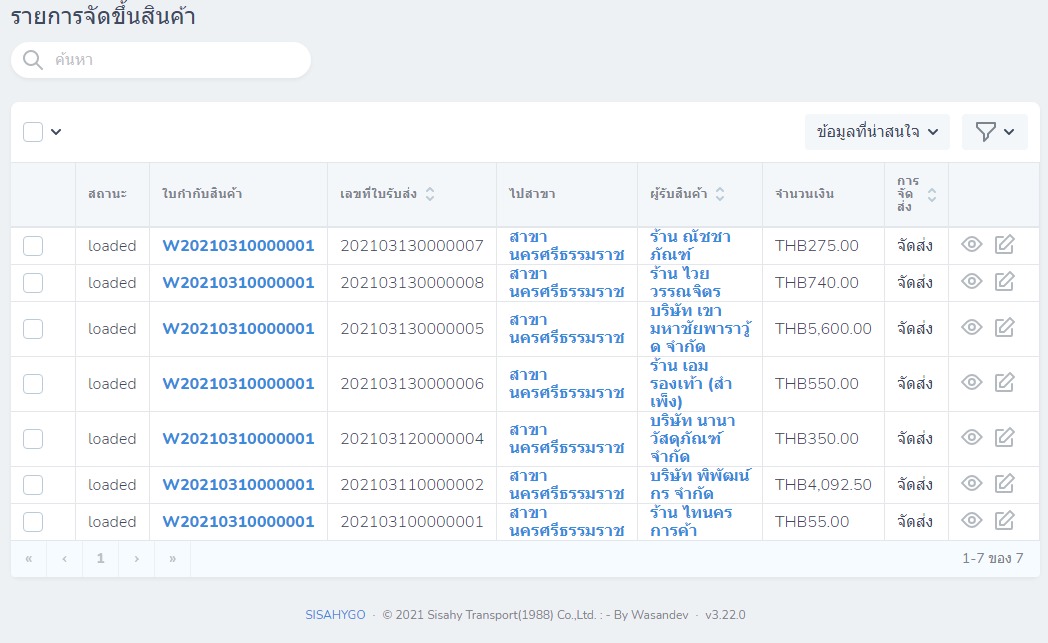 รายการจัดขึ้นสินค้า
ค้นหา
ข้อมูลที่น่าสนใจ
สถานะ ใบกำกับสินค้า เลขที่ใบรับส่ง ไปสาขา ผู้รับสินค้า จำนวนเงิน การ
จัด
ส่ง
loaded W20210310000001 202103130000007 สาขา
นครศรีธรรมราช ร้าน ณัชชา
ภัณฑ์ THB275.00 จัดส่ง
loaded W20210310000001 202103130000008 สาขา
นครศรีธรรมราช ร้าน ไวย
วรรณจิตร THB740.00 จัดส่ง
loaded W20210310000001 202103130000005 สาขา
นครศรีธรรมราช บริษัท เขา
มหาชัยพาราวู้
ด จำกัด THB5,600.00 จัดส่ง
loaded W20210310000001 202103130000006 สาขา
นครศรีธรรมราช ร้าน เอม
รองเท้า (สำ
เพ็ง) THB550.00 จัดส่ง
loaded W20210310000001 202103120000004 สาขา
นครศรีธรรมราช บริษัท นานา
วัสดุภัณฑ์
จำกัด THB350.00 จัดส่ง
loaded W20210310000001 202103110000002 สาขา
นครศรีธรรมราช บริษัท พิพัฒน์
กร จำกัด THB4,092.50 จัดส่ง
loaded W20210310000001 202103100000001 สาขา
นครศรีธรรมราช ร้าน ไทนคร
การค้า THB55.00 จัดส่ง
« ‹ 1 › » 1-7 ของ 7
SISAHYGO · © 2021 Sisahy Transport(1988) Co.,Ltd. : - By Wasandev · v3.22.0